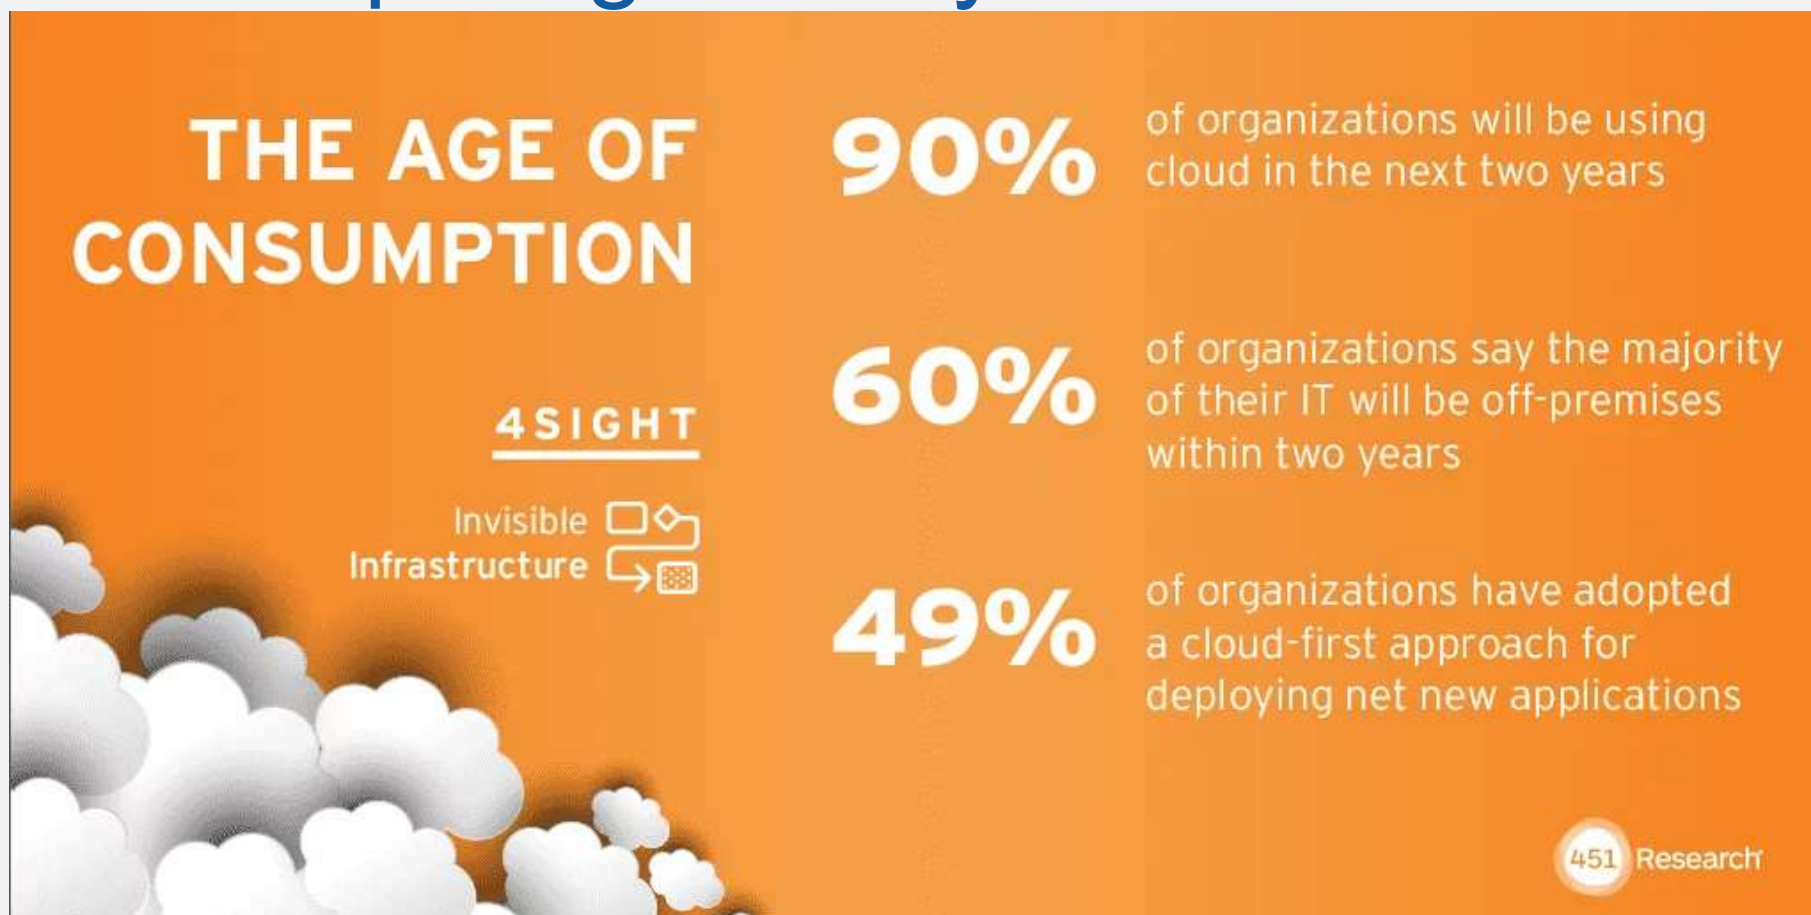 THE AGE OF
CONSUMPTION
4SIGHT
Invisible
Infrastructure
90%
of organizations will be using
cloud in the next two years
60%
of organizations say the majority
of their IT will be off-premises
within two years
49%
of organizations have adopted
a cloud-first approach for
deploying net new applications
451 Research